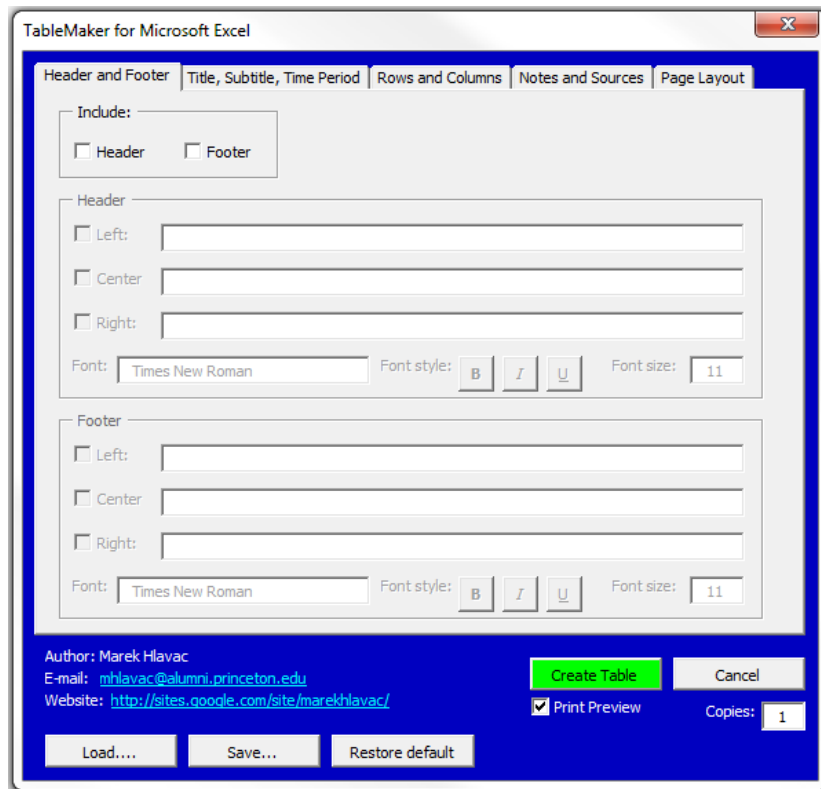 TableMaker for Microsoft Excel
Header and Footer Title, Subtitle, Time Period Rows and Columns Notes and Sources Page Layout
Include:
Header Footer
Header
Left:
Center
Right:
Font: Times New Roman Font style: B I U Font size: 11
Footer
Left:
Center
Right:
Font: Times New Roman Font style: B I U Font size: 11
Author: Marek Hlavac
E-mail: mhlavac@alumni.princeton.edu
Website: http://sites.google.com/site/marekhlavac/
Create Table Cancel
Print Preview Copies: 1
Load.... Save... Restore default